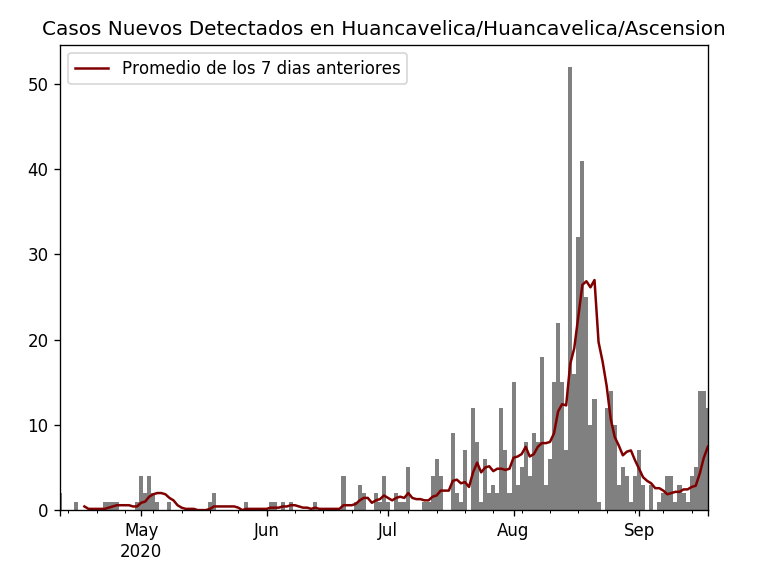 Casos Nuevos Detectados en Huancavelica/Huancavelica/Ascension
Promedio de los 7 dias anteriores
50
40
30
20
10
0
May Jun Jul Aug Sep
2020